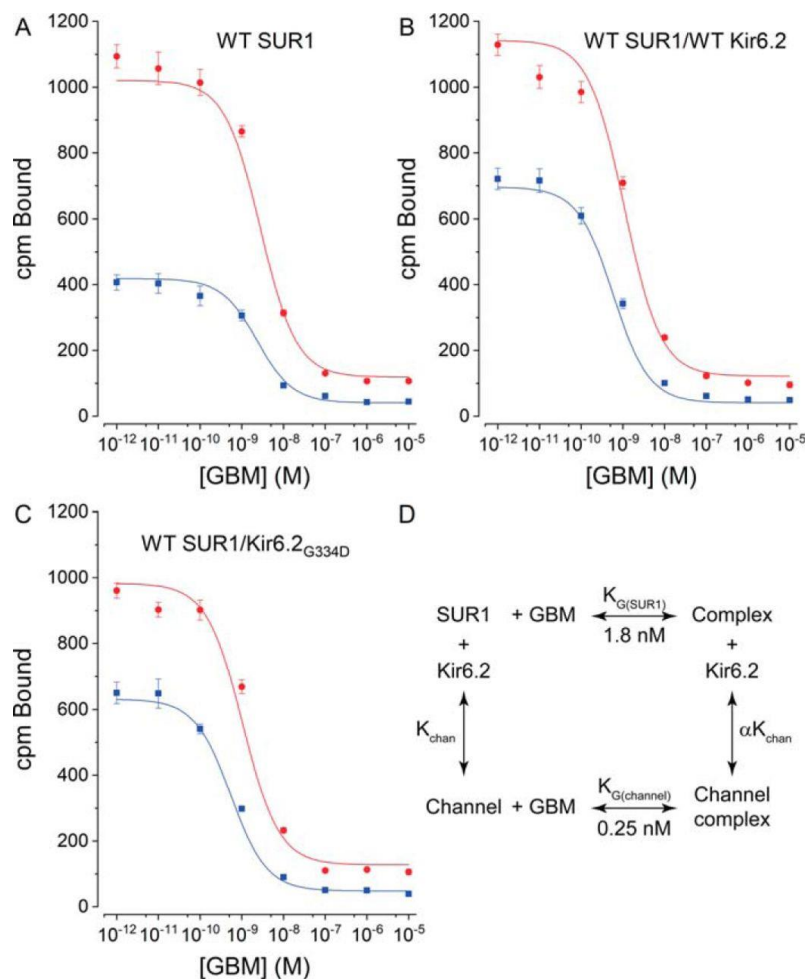 A
WT SUR1
1200
1000
800
600
400
200
0
cpm Bound
10⁻¹² 10⁻¹¹ 10⁻¹⁰ 10⁻⁹ 10⁻⁸ 10⁻⁷ 10⁻⁶ 10⁻⁵
[GBM] (M)
B
WT SUR1/WT Kir6.2
1200
1000
800
600
400
200
0
cpm Bound
10⁻¹² 10⁻¹¹ 10⁻¹⁰ 10⁻⁹ 10⁻⁸ 10⁻⁷ 10⁻⁶ 10⁻⁵
[GBM] (M)
C
WT SUR1/Kir6.2G334D
1200
1000
800
600
400
200
0
cpm Bound
10⁻¹² 10⁻¹¹ 10⁻¹⁰ 10⁻⁹ 10⁻⁸ 10⁻⁷ 10⁻⁶ 10⁻⁵
[GBM] (M)
D
KG(SUR1)
SUR1 + GBM Complex
1.8 nM
+ +
Kir6.2 Kir6.2
Kchan αKchan
KG(channel)
Channel + GBM Channel
0.25 nM complex